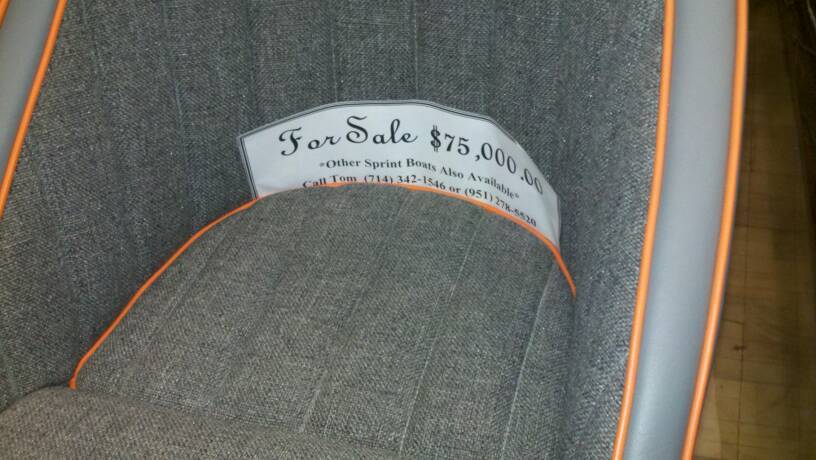 For Sale $75,000.00
*Other Sprint Boats Also Available*
Call Tom (714) 342-1546 or (951) 278-5520